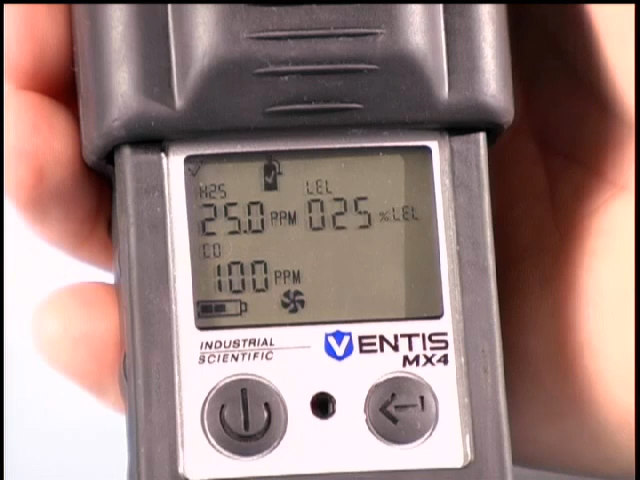 H2S LEL
25.0 PPM 025 %LEL
CO
100 PPM
INDUSTRIAL
SCIENTIFIC
VENTIS
MX4